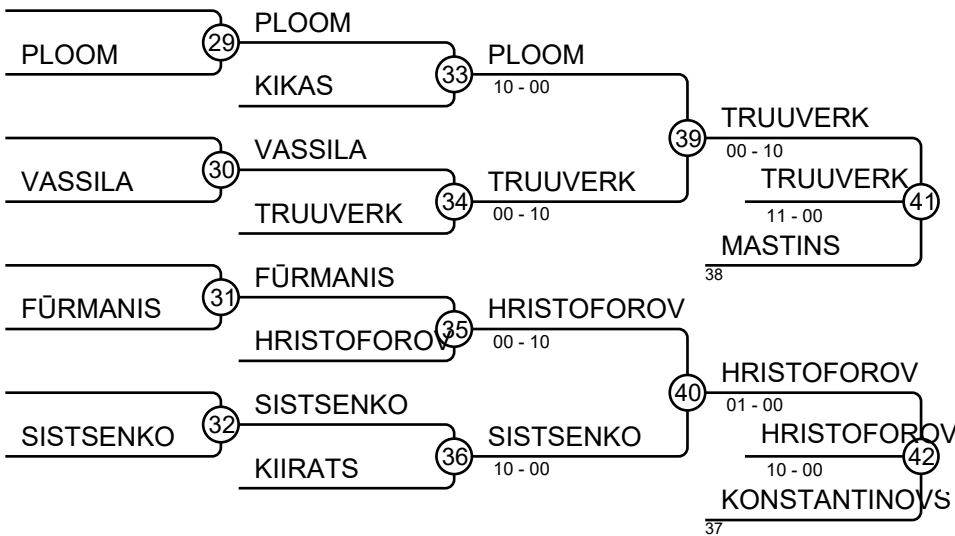 PLOOM
29
PLOOM
KIKAS
33
PLOOM
10 - 00
VASSILA
30
VASSILA
TRUUVERK
34
TRUUVERK
00 - 10
39
TRUUVERK
00 - 10
TRUUVERK
11 - 00
41
MASTINS
38
FŪRMANIS
31
FŪRMANIS
HRISTOFOROV
35
HRISTOFOROV
00 - 10
SISTSENKO
32
SISTSENKO
KIIRATS
36
SISTSENKO
10 - 00
40
HRISTOFOROV
01 - 00
HRISTOFOROV
10 - 00
42
KONSTANTINOVS
37